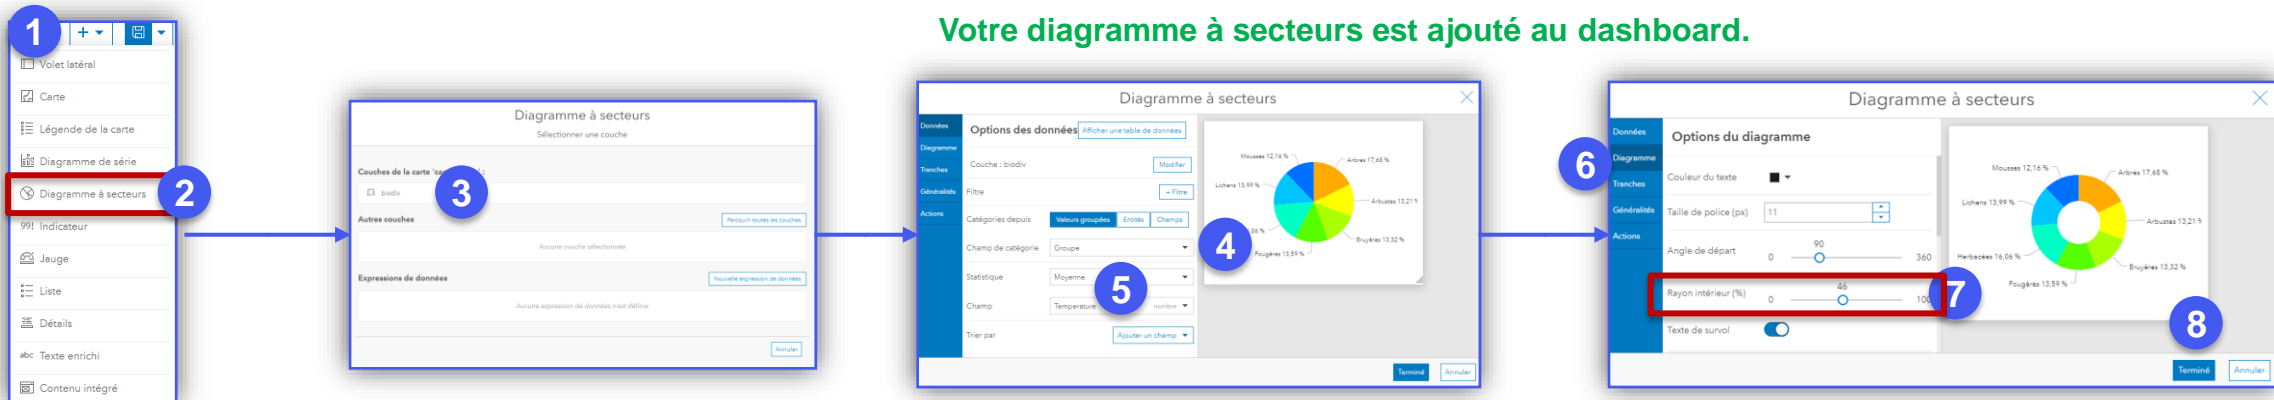 Votre diagramme à secteurs est ajouté au dashboard.
1
Volet latéral
Carte
Légende de la carte
Diagramme de série
Diagramme à secteurs
2
99! Indicateur
Jauge
Liste
Détails
abc Texte enrichi
Contenu intégré
Diagramme à secteurs
Sélectionner une couche
Couches de la carte 'car
3
biodiv
Autres couches
Parcourir toutes les couches
Aucune couche sélectionnée
Expressions de données
Nouvelle expression de données
Aucune expression de données n'est définie
Annuler
Diagramme à secteurs
Données
Diagramme
Tranches
Généralités
Actions
Options des données
Afficher une table de données
Couche : biodiv
Modifier
Filtre
+ Filtre
Catégories depuis
Valeurs groupées
Entités
Champs
Champ de catégorie
Groupe
4
Statistique
Moyenne
5
Champ
Temperature
nombre
Trier par
Ajouter un champ
Mousses 12,16 %
Arbres 17,68 %
Lichens 13,99 %
Arbustes 13,21 %
,06 %
Bruyères 13,32 %
Fougères 13,59 %
Terminé
Annuler
Diagramme à secteurs
Données
6
Diagramme
Tranches
Généralités
Actions
Options du diagramme
Couleur du texte
Taille de police (px)
11
Angle de départ
90
0
360
Rayon intérieur (%)
46
0
100
7
Texte de survol
Mousses 12,16 %
Arbres 17,68 %
Lichens 13,99 %
Arbustes 13,21 %
Herbacées 16,06 %
Bruyères 13,32 %
Fougères 13,59 %
8
Terminé
Annuler